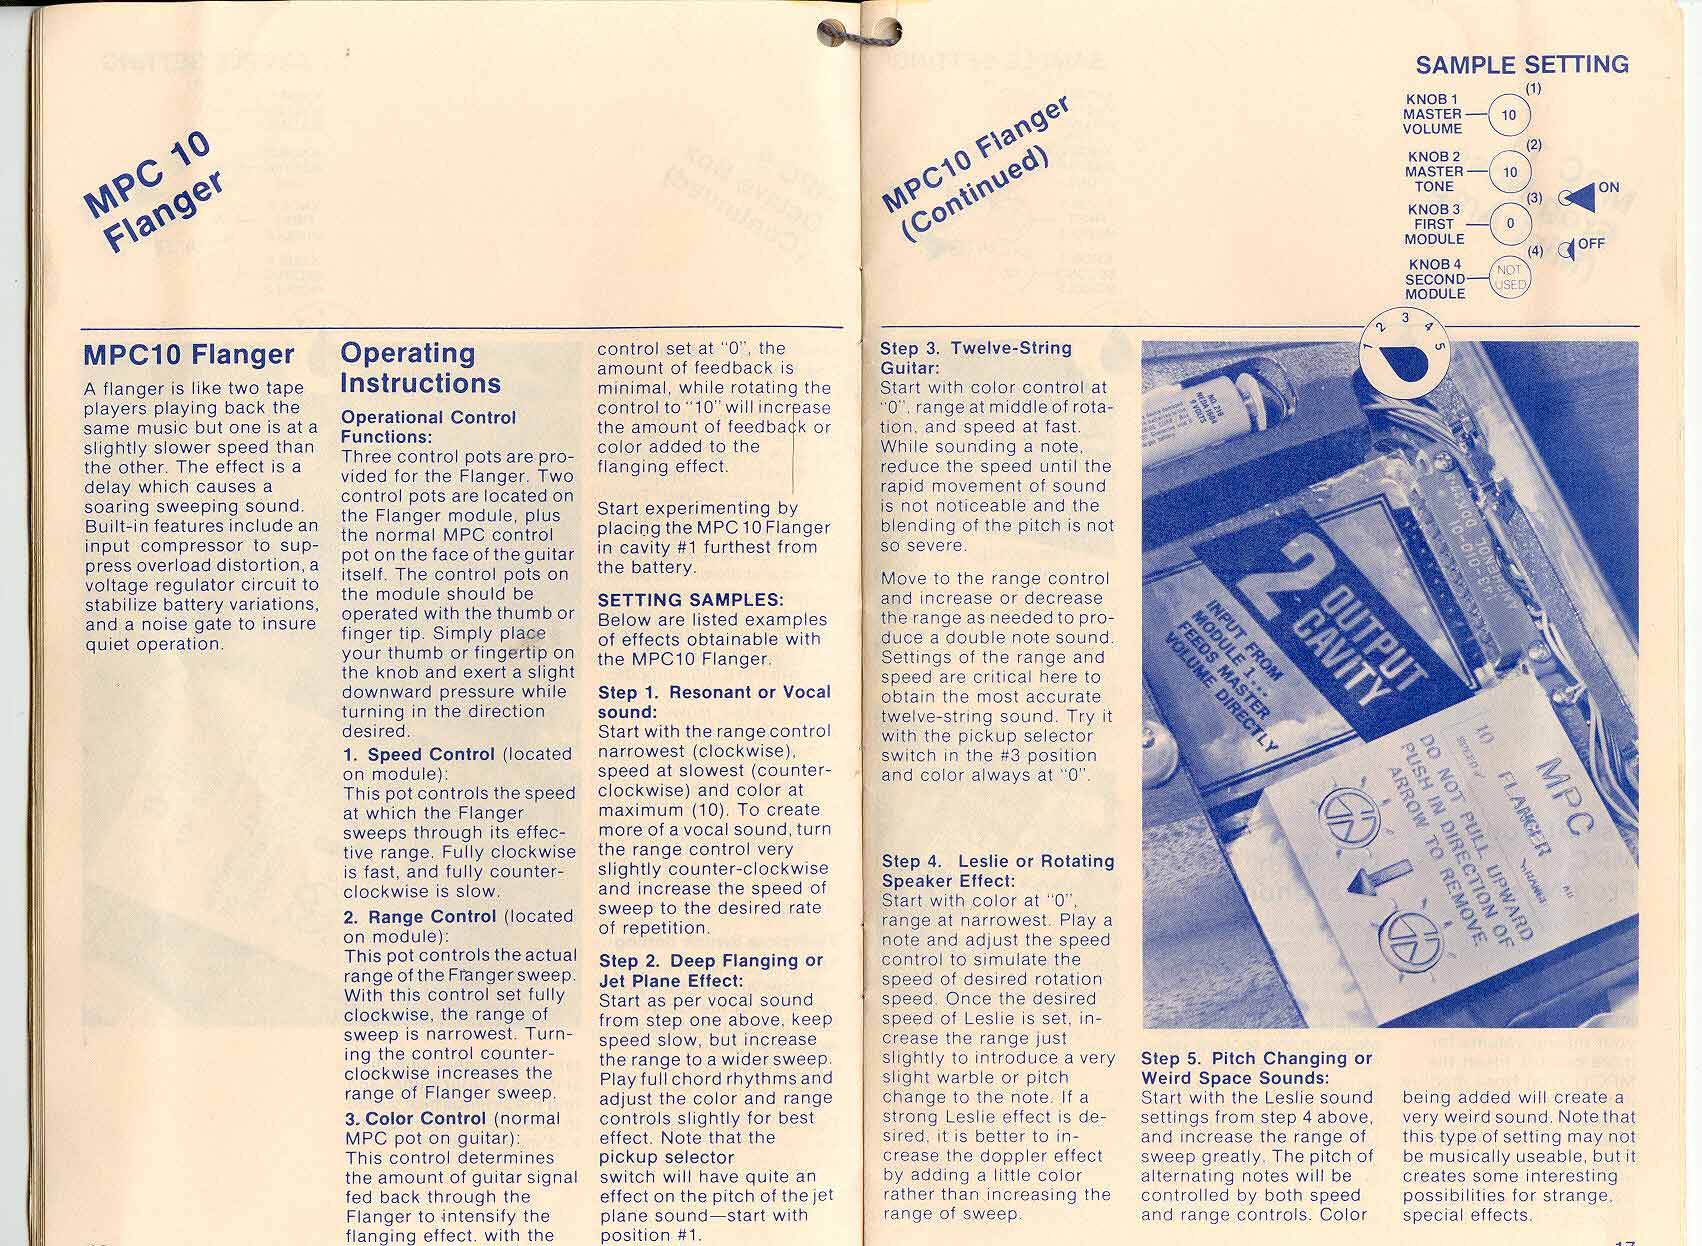 MPC 10
Flanger
MPC10 Flanger
A flanger is like two tape
players playing back the
same music but one is at a
slightly slower speed than
the other. The effect is a
delay which causes a
soaring sweeping sound.
Built-in features include an
input compressor to sup-
press overload distortion, a
voltage regulator circuit to
stabilize battery variations,
and a noise gate to insure
quiet operation.
Operating
Instructions
Operational Control
Functions:
Three control pots are pro-
vided for the Flanger. Two
control pots are located on
the Flanger module, plus
the normal MPC control
pot on the face of the guitar
itself. The control pots on
the module should be
operated with the thumb or
finger tip. Simply place
your thumb or fingertip on
the knob and exert a slight
downward pressure while
turning in the direction
desired.
1. Speed Control (located
on module):
This pot controls the speed
at which the Flanger
sweeps through its effec-
tive range. Fully clockwise
is fast, and fully counter-
clockwise is slow.
2. Range Control (located
on module):
This pot controls the actual
range of the Flanger sweep.
With this control set fully
clockwise, the range of
sweep is narrowest. Turn-
ing the control counter-
clockwise increases the
range of Flanger sweep.
3. Color Control (normal
MPC pot on guitar):
This control determines
the amount of guitar signal
fed back through the
Flanger to intensify the
flanging effect. with the
control set at "0", the
amount of feedback is
minimal, while rotating the
control to "10" will increase
the amount of feedback or
color added to the
flanging effect.
Start experimenting by
placing the MPC 10 Flanger
in cavity #1 furthest from
the battery.
SETTING SAMPLES:
Below are listed examples
of effects obtainable with
the MPC10 Flanger.
Step 1. Resonant or Vocal
sound:
Start with the range control
narrowest (clockwise),
speed at slowest (counter-
clockwise) and color at
maximum (10). To create
more of a vocal sound, turn
the range control very
slightly counter-clockwise
and increase the speed of
sweep to the desired rate
of repetition.
Step 2. Deep Flanging or
Jet Plane Effect:
Start as per vocal sound
from step one above, keep
speed slow, but increase
the range to a wider sweep.
Play full chord rhythms and
adjust the color and range
controls slightly for best
effect. Note that the
pickup selector
switch will have quite an
effect on the pitch of the jet
plane sound—start with
position #1.
MPC10 Flanger
(Continued)
SAMPLE SETTING
KNOB 1
MASTER
VOLUME
10
(1)
KNOB 2
MASTER
TONE
10
(2)
KNOB 3
FIRST
MODULE
0
(3)
ON
KNOB 4
SECOND
MODULE
NOT
USED
(4)
OFF
1 2 3 4 5
Step 3. Twelve-String
Guitar:
Start with color control at
"0", range at middle of rota-
tion, and speed at fast.
While sounding a note,
reduce the speed until the
rapid movement of sound
is not noticeable and the
blending of the pitch is not
so severe.
Move to the range control
and increase or decrease
the range as needed to pro-
duce a double note sound.
Settings of the range and
speed are critical here to
obtain the most accurate
twelve-string sound. Try it
with the pickup selector
switch in the #3 position
and color always at "0".
Step 4. Leslie or Rotating
Speaker Effect:
Start with color at "0",
range at narrowest. Play a
note and adjust the speed
control to simulate the
speed of desired rotation
speed. Once the desired
speed of Leslie is set, in-
crease the range just
slightly to introduce a very
slight warble or pitch
change to the note. If a
strong Leslie effect is de-
sired, it is better to in-
crease the doppler effect
by adding a little color
rather than increasing the
range of sweep.
NO. 216
NEDA 1604
9 VOLTS
2 OUTPUT
CAVITY
INPUT FROM
MODULE 1...
FEEDS MASTER
VOLUME DIRECTLY
MPC
10 FLANGER
SPEED
RANGE
DO NOT PULL UPWARD
PUSH IN DIRECTION OF
ARROW TO REMOVE
Step 5. Pitch Changing or
Weird Space Sounds:
Start with the Leslie sound
settings from step 4 above,
and increase the range of
sweep greatly. The pitch of
alternating notes will be
controlled by both speed
and range controls. Color
being added will create a
very weird sound. Note that
this type of setting may not
be musically useable, but it
creates some interesting
possibilities for strange,
special effects.